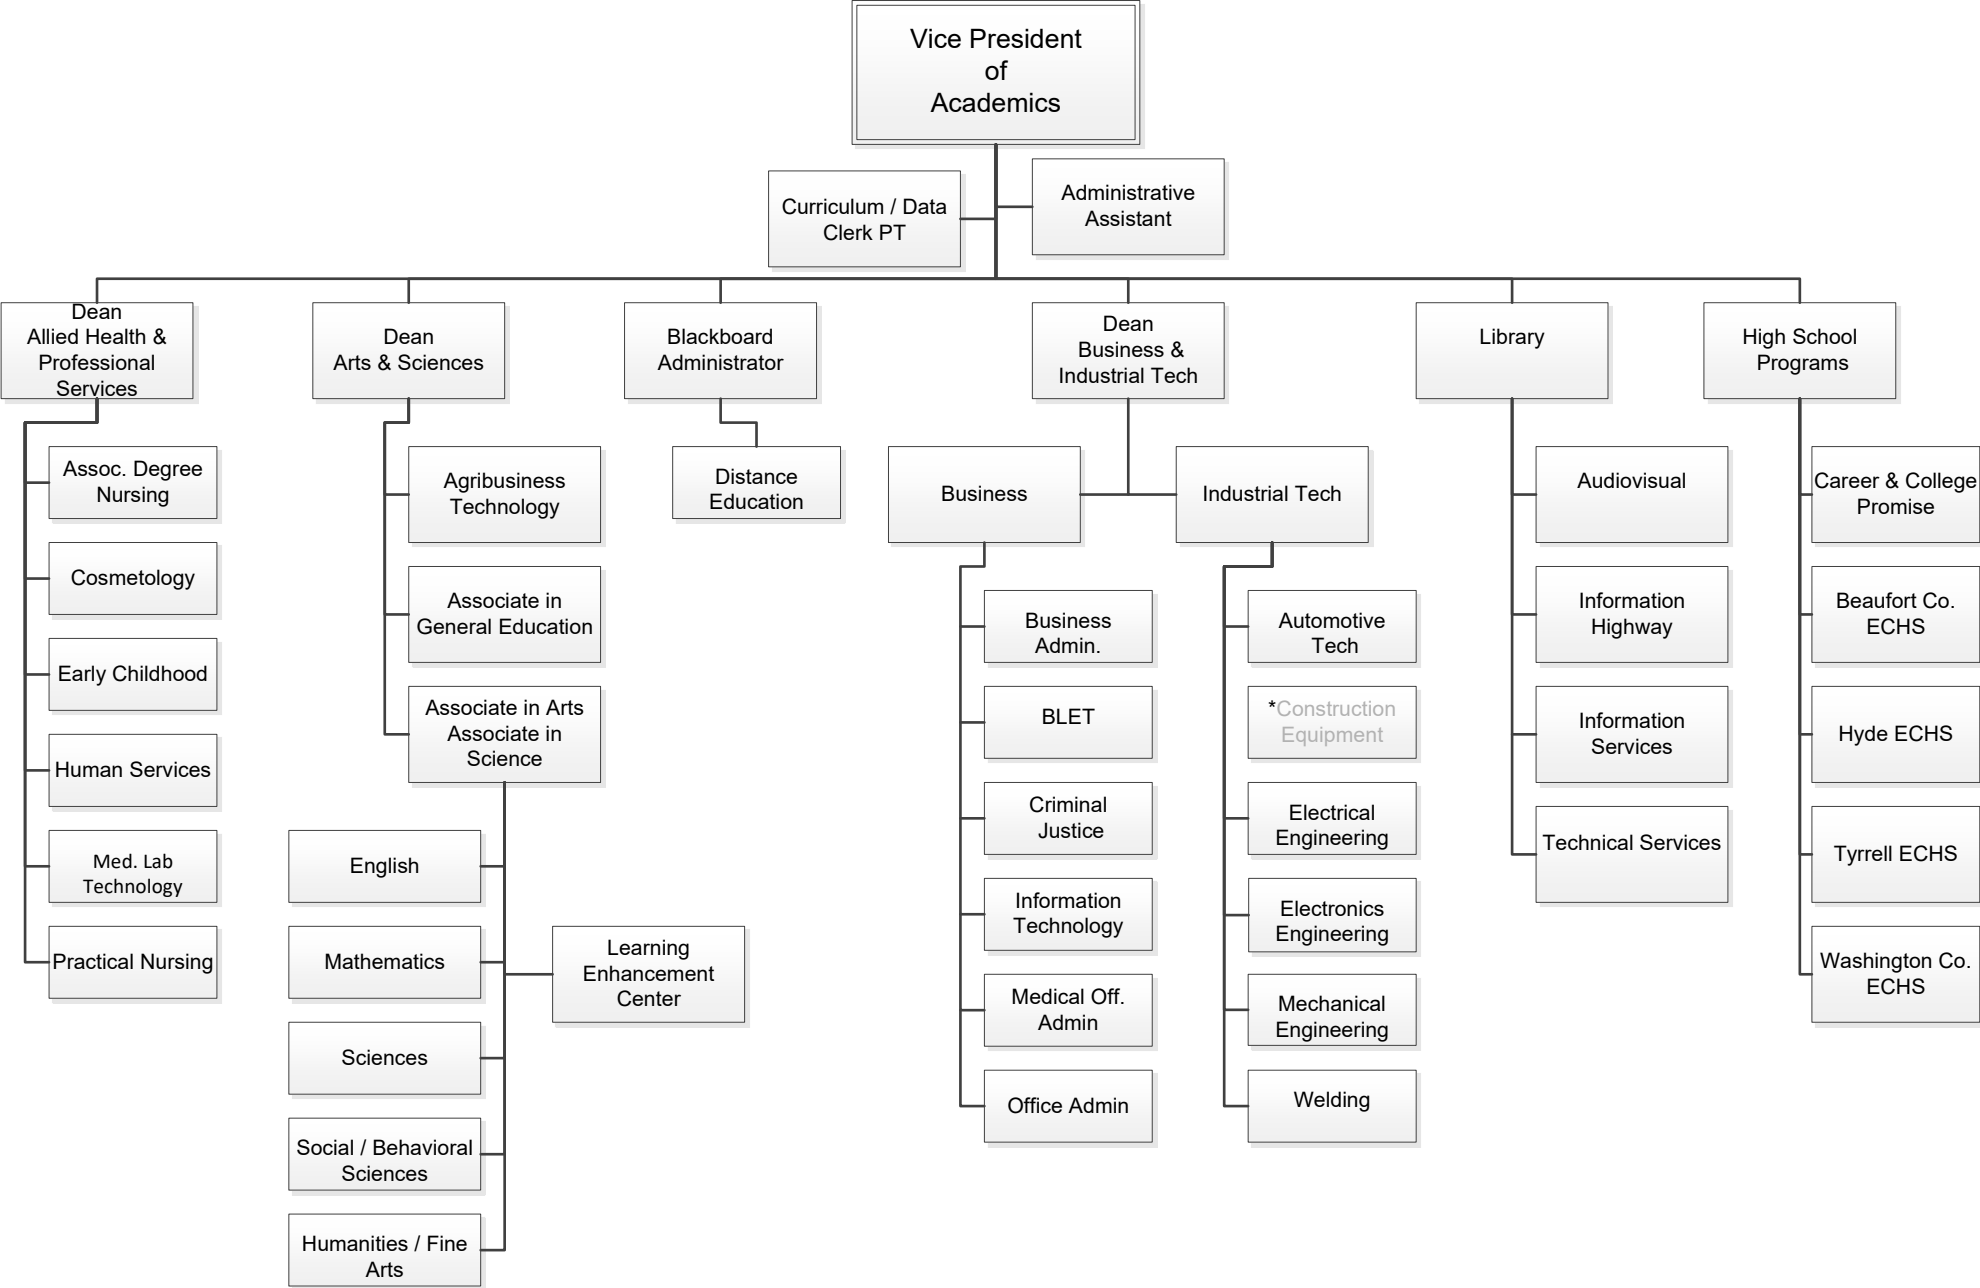 Vice President
of
Academics
Curriculum / Data
Clerk PT
Administrative
Assistant
Dean
Allied Health &
Professional
Services
Dean
Arts & Sciences
Blackboard
Administrator
Dean
Business &
Industrial Tech
Library
High School
Programs
Assoc. Degree
Nursing
Cosmetology
Early Childhood
Human Services
Med. Lab
Technology
Practical Nursing
Agribusiness
Technology
Associate in
General Education
Associate in Arts
Associate in
Science
English
Mathematics
Sciences
Social / Behavioral
Sciences
Humanities / Fine
Arts
Learning
Enhancement
Center
Distance
Education
Business
Business
Admin.
BLET
Criminal
Justice
Information
Technology
Medical Off.
Admin
Office Admin
Industrial Tech
Automotive
Tech
*Construction
Equipment
Electrical
Engineering
Electronics
Engineering
Mechanical
Engineering
Welding
Audiovisual
Information
Highway
Information
Services
Technical Services
Career & College
Promise
Beaufort Co.
ECHS
Hyde ECHS
Tyrrell ECHS
Washington Co.
ECHS